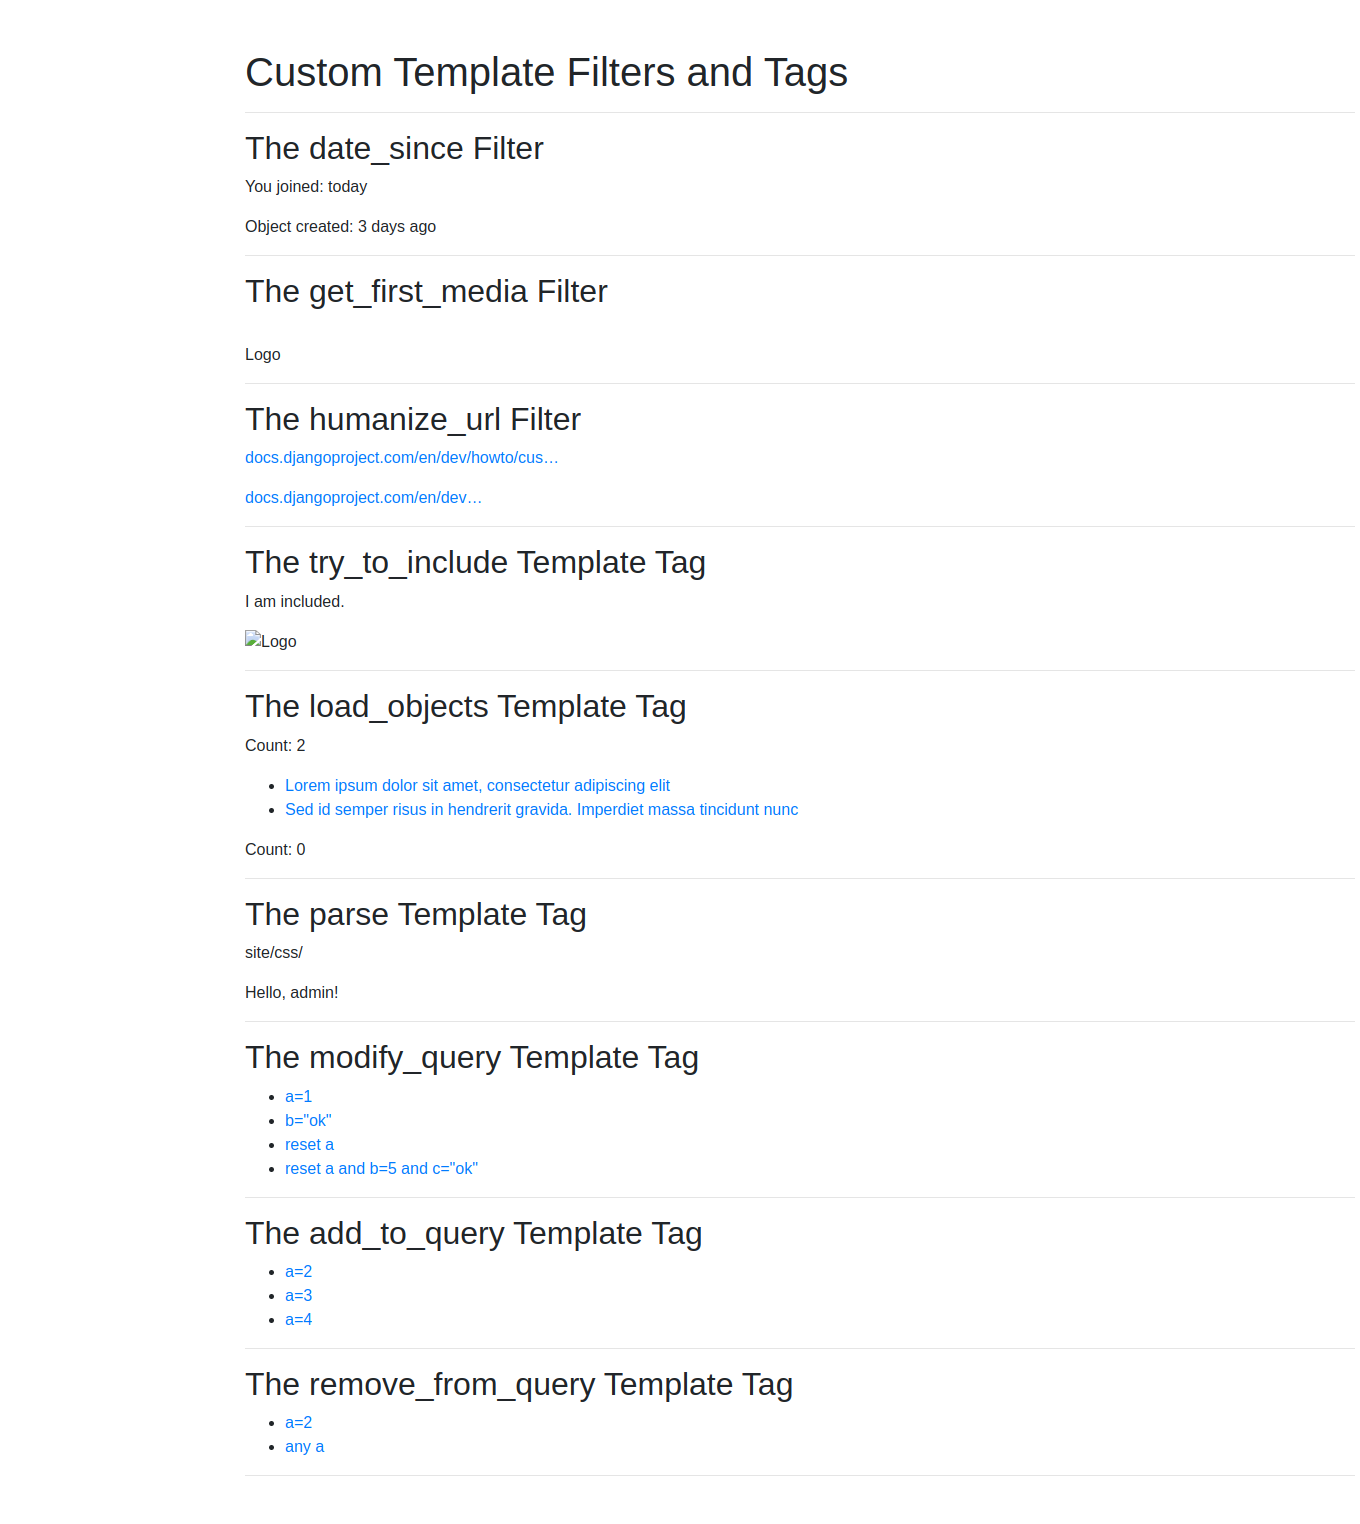 Custom Template Filters and Tags
The date_since Filter
You joined: today
Object created: 3 days ago
The get_first_media Filter
Logo
The humanize_url Filter
docs.djangoproject.com/en/dev/howto/cus…
docs.djangoproject.com/en/dev…
The try_to_include Template Tag
I am included.
Logo
The load_objects Template Tag
Count: 2
• Lorem ipsum dolor sit amet, consectetur adipiscing elit
• Sed id semper risus in hendrerit gravida. Imperdiet massa tincidunt nunc
Count: 0
The parse Template Tag
site/css/
Hello, admin!
The modify_query Template Tag
• a=1
• b="ok"
• reset a
• reset a and b=5 and c="ok"
The add_to_query Template Tag
• a=2
• a=3
• a=4
The remove_from_query Template Tag
• a=2
• any a